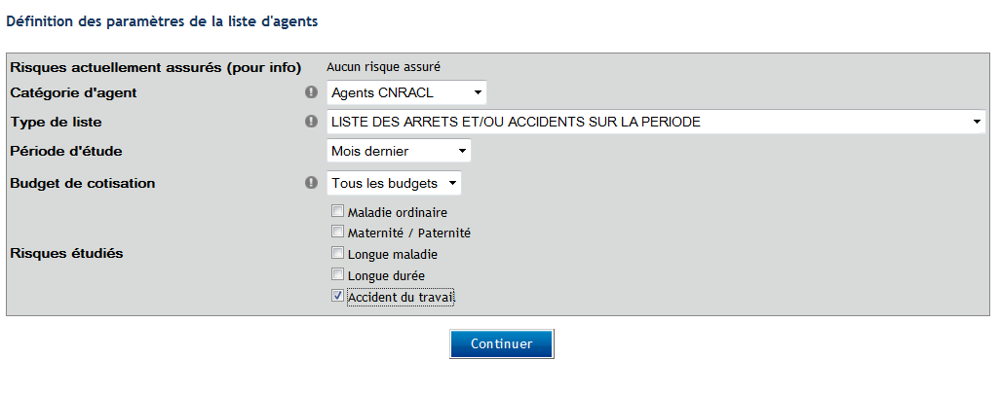 Définition des paramètres de la liste d'agents
Risques actuellement assurés (pour info) Aucun risque assuré
Catégorie d'agent Agents CNRACL
Type de liste LISTE DES ARRETS ET/OU ACCIDENTS SUR LA PERIODE
Période d'étude Mois dernier
Budget de cotisation Tous les budgets
Maladie ordinaire
Maternité / Paternité
Risques étudiés Longue maladie
Longue durée
Accident du travail
Continuer